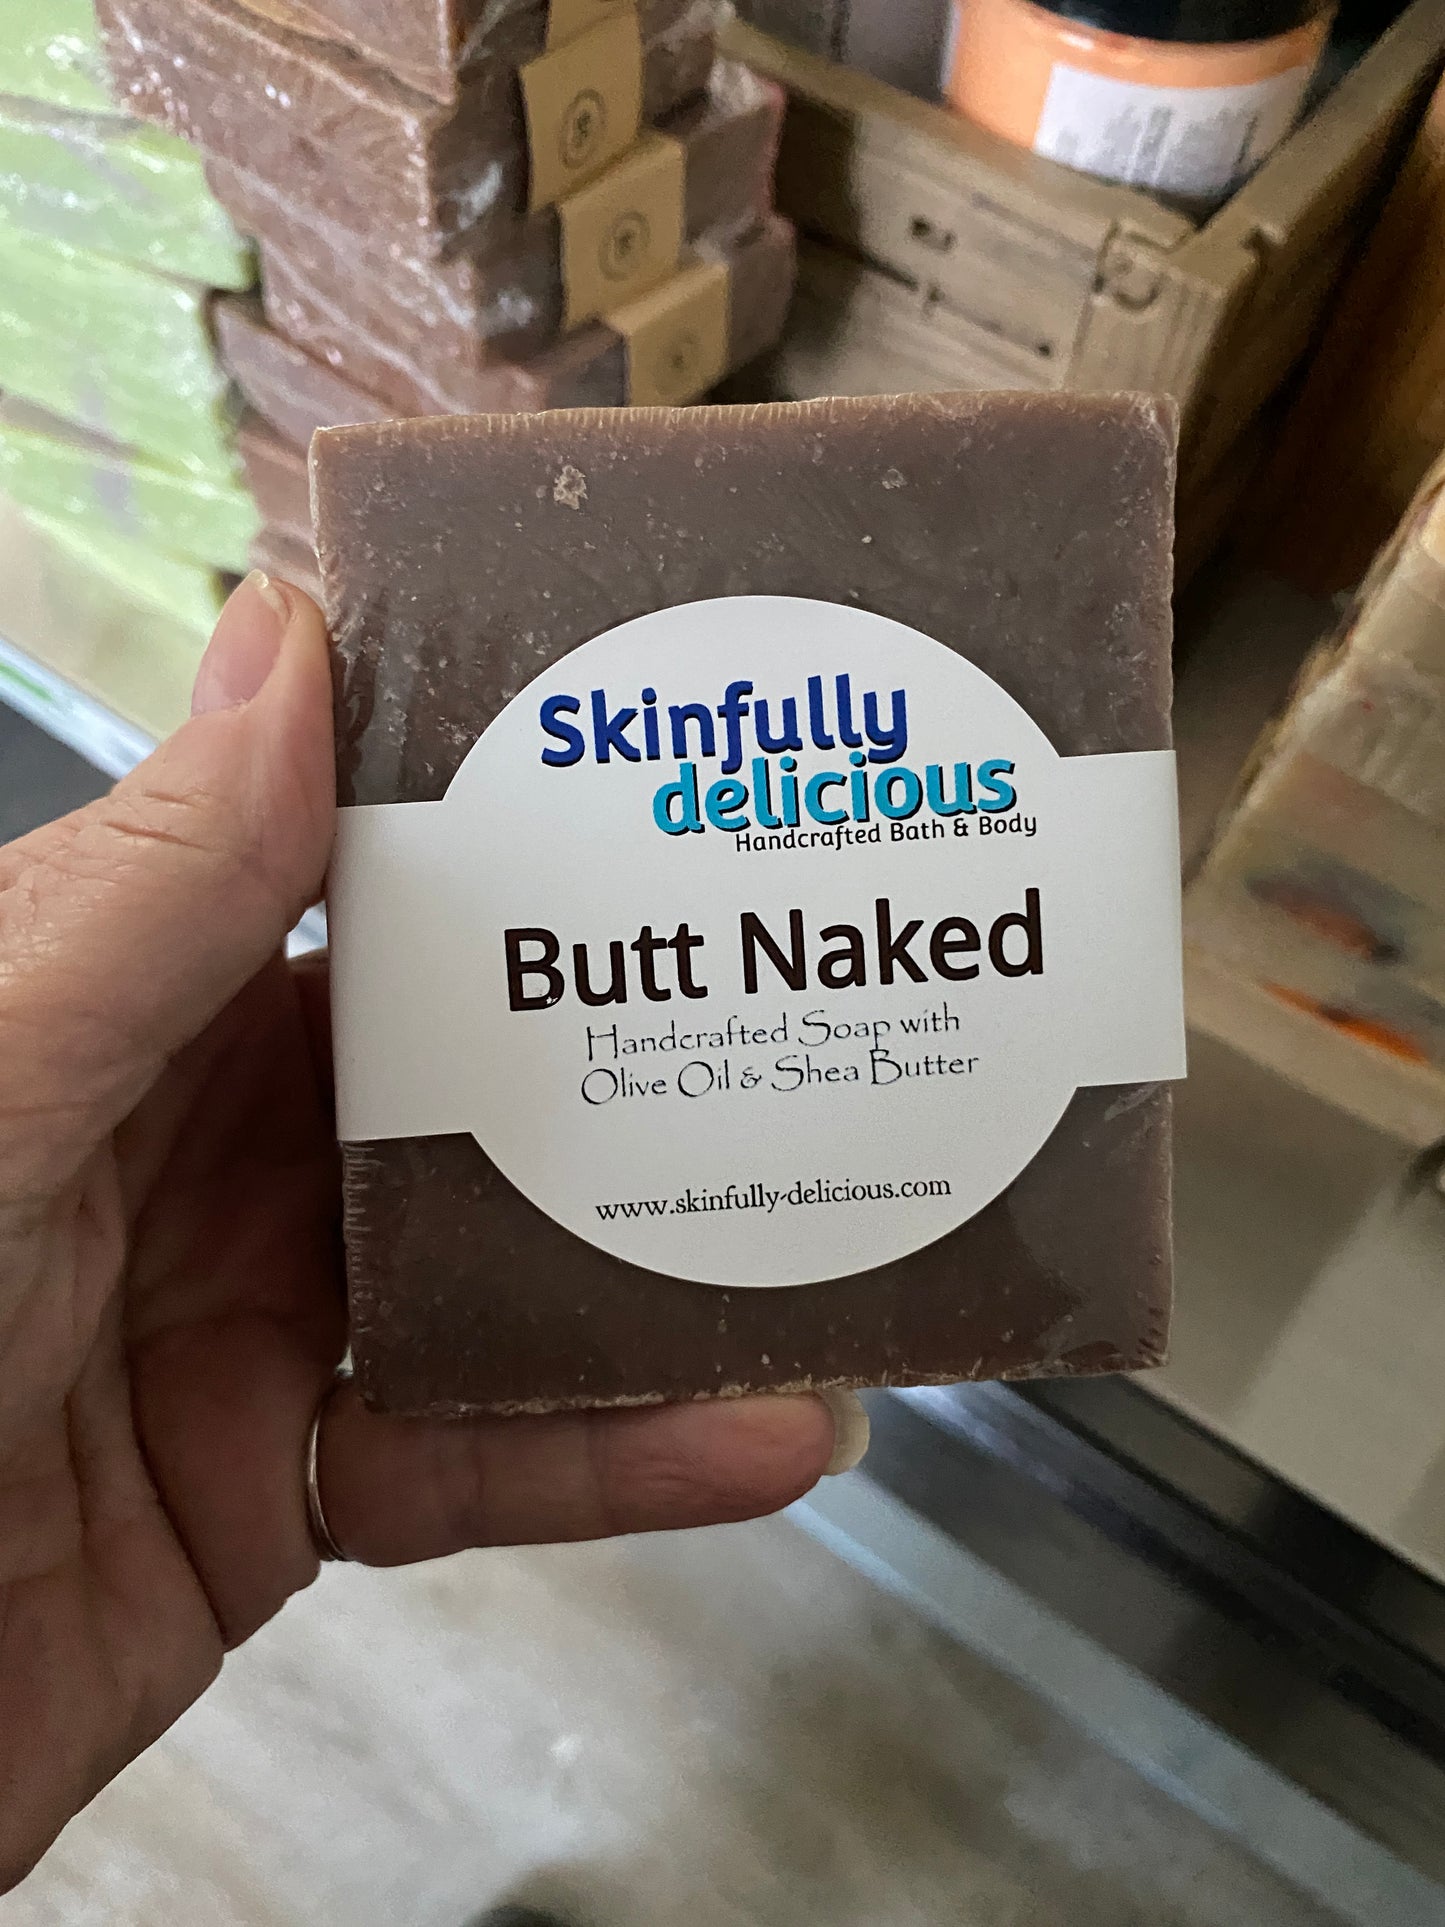 Skinfully
delicious
Handcrafted Bath & Body
Butt Naked
Handcrafted Soap with
Olive Oil & Shea Butter
www.skinfully-delicious.com